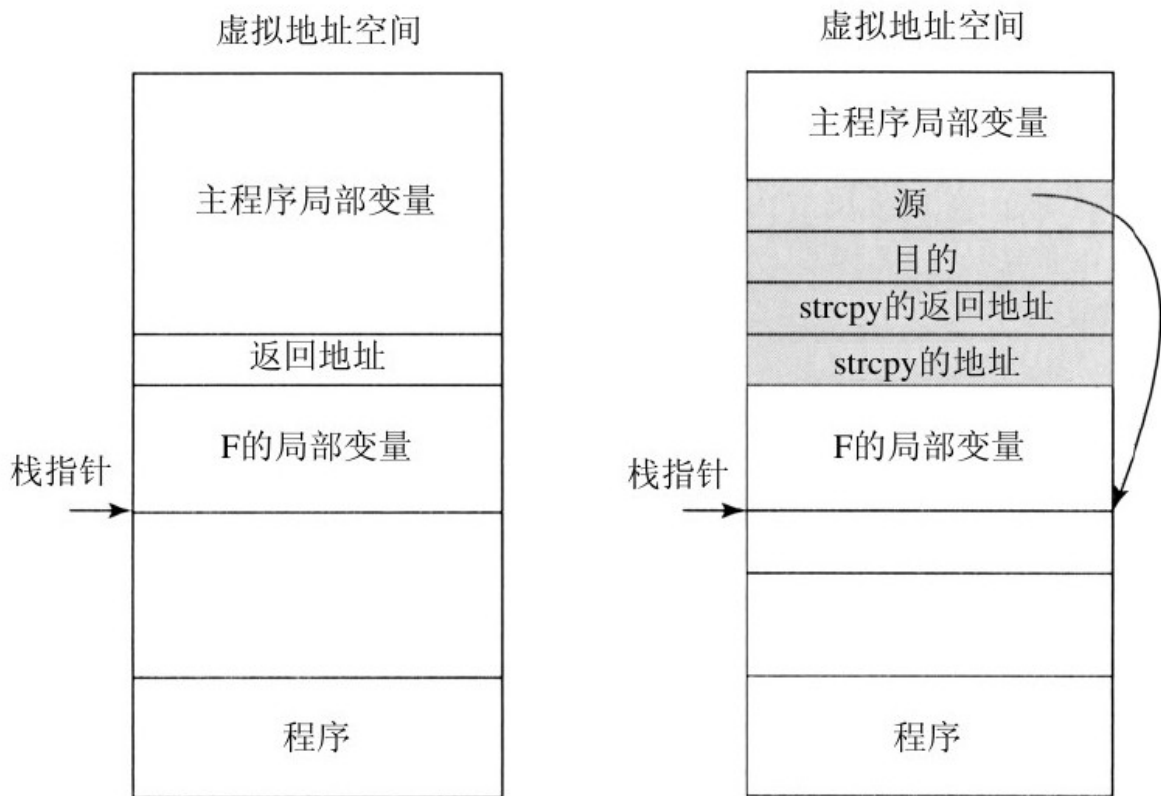 虚拟地址空间
主程序局部变量
返回地址
F的局部变量
栈指针
程序
虚拟地址空间
主程序局部变量
源
目的
strcpy的返回地址
strcpy的地址
F的局部变量
栈指针
程序